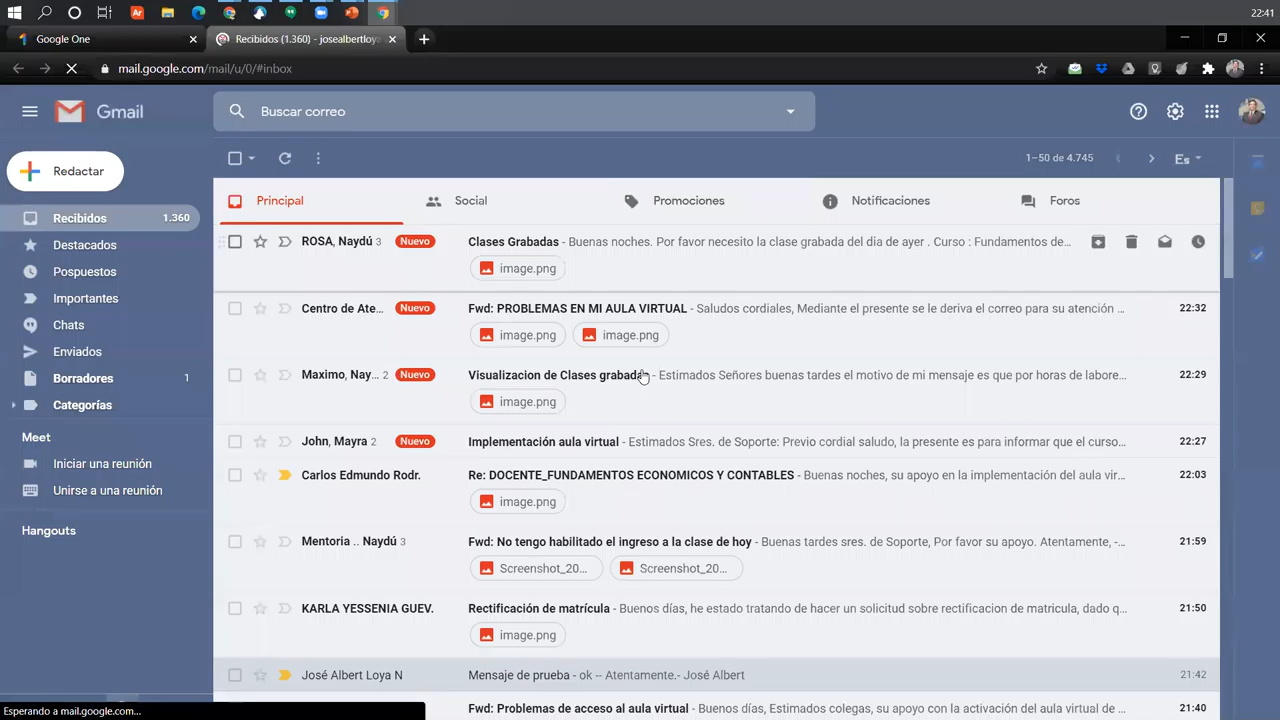 22:41
Google One
Recibidos (1.360) - josealbertloya
mail.google.com/mail/u/0/#inbox
Gmail
Buscar correo
Redactar
1–50 de 4.745
Es
Recibidos 1.360
Destacados
Pospuestos
Importantes
Chats
Enviados
Borradores 1
Categorías
Meet
Iniciar una reunión
Unirse a una reunión
Hangouts
Principal
Social
Promociones
Notificaciones
Foros
ROSA, Naydú 3 Nuevo Clases Grabadas - Buenas noches. Por favor necesito la clase grabada del dia de ayer . Curso : Fundamentos de…
image.png
Centro de Ate… Nuevo Fwd: PROBLEMAS EN MI AULA VIRTUAL - Saludos cordiales, Mediante el presente se le deriva el correo para su atención … 22:32
image.png image.png
Maximo, Nay… 2 Nuevo Visualizacion de Clases grabadas - Estimados Señores buenas tardes el motivo de mi mensaje es que por horas de labore… 22:29
image.png
John, Mayra 2 Nuevo Implementación aula virtual - Estimados Sres. de Soporte: Previo cordial saludo, la presente es para informar que el curso… 22:27
Carlos Edmundo Rodr. Re: DOCENTE_FUNDAMENTOS ECONOMICOS Y CONTABLES - Buenas noches, su apoyo en la implementación del aula vir… 22:03
image.png
Mentoria .. Naydú 3 Fwd: No tengo habilitado el ingreso a la clase de hoy - Buenas tardes sres. de Soporte, Por favor su apoyo. Atentamente, -… 21:59
Screenshot_20… Screenshot_20…
KARLA YESSENIA GUEV. Rectificación de matrícula - Buenos días, he estado tratando de hacer un solicitud sobre rectificacion de matricula, dado q… 21:50
image.png
José Albert Loya N Mensaje de prueba - ok -- Atentamente.- José Albert 21:42
Fwd: Problemas de acceso al aula virtual - Buenos días, Estimados colegas, su apoyo con la activación del aula virtual de… 21:40
Esperando a mail.google.com...